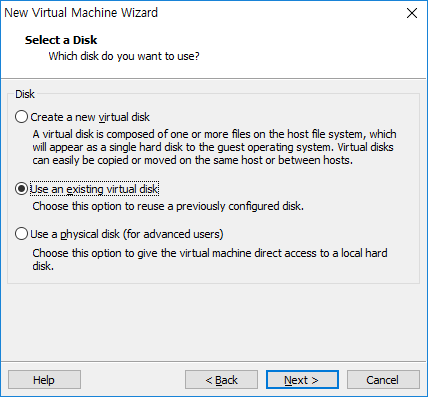 New Virtual Machine Wizard
Select a Disk
Which disk do you want to use?
Disk
Create a new virtual disk
A virtual disk is composed of one or more files on the host file system, which
will appear as a single hard disk to the guest operating system. Virtual disks
can easily be copied or moved on the same host or between hosts.
Use an existing virtual disk
Choose this option to reuse a previously configured disk.
Use a physical disk (for advanced users)
Choose this option to give the virtual machine direct access to a local hard
disk.
Help
< Back
Next >
Cancel